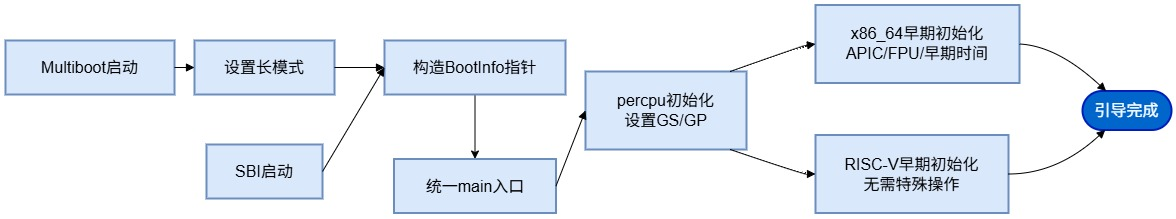 Multiboot启动
设置长模式
构造BootInfo指针
SBI启动
统一main入口
percpu初始化
设置GS/GP
x86_64早期初始化
APIC/FPU/早期时间
RISC-V早期初始化
无需特殊操作
引导完成